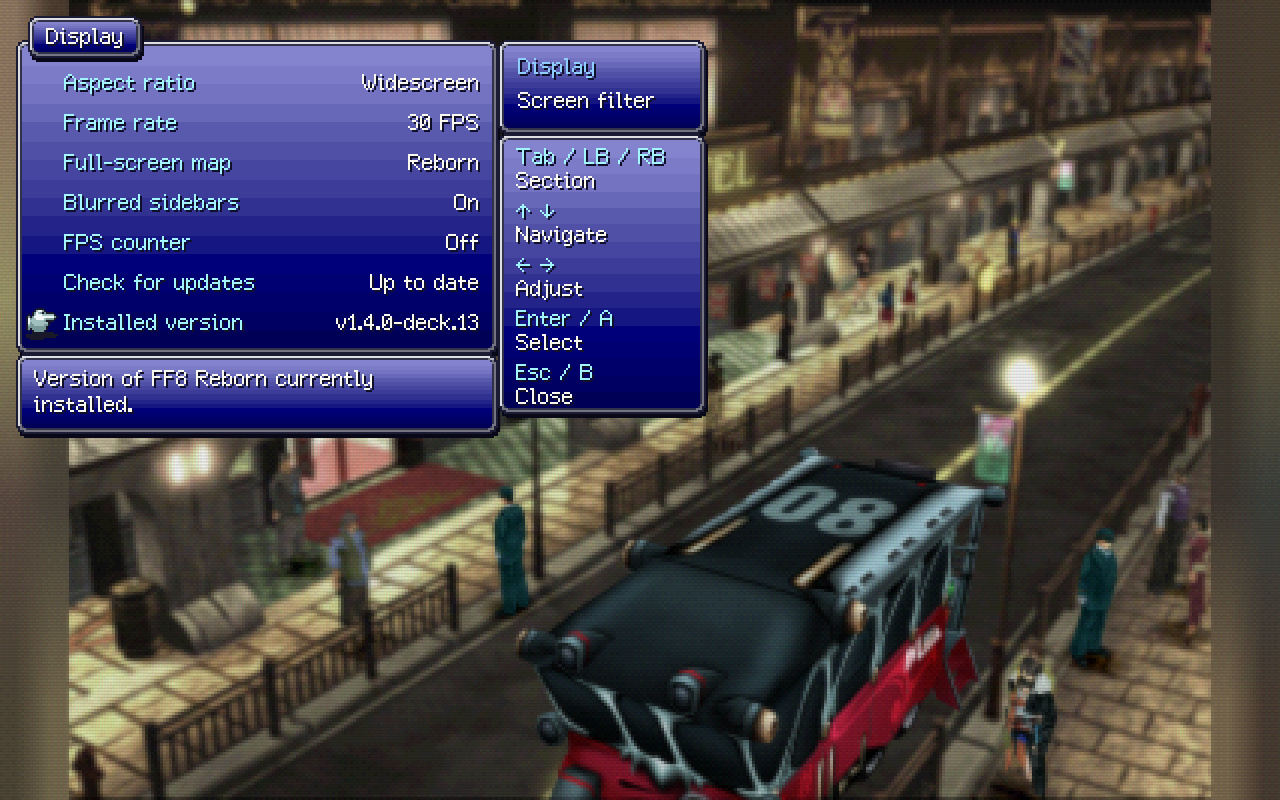 Display
Aspect ratio Widescreen
Frame rate 30 FPS
Full-screen map Reborn
Blurred sidebars On
FPS counter Off
Check for updates Up to date
Installed version v1.4.0-deck.13
Version of FF8 Reborn currently
installed.
Display
Screen filter
Tab / LB / RB
Section
↑ ↓
Navigate
← →
Adjust
Enter / A
Select
Esc / B
Close
EL
08